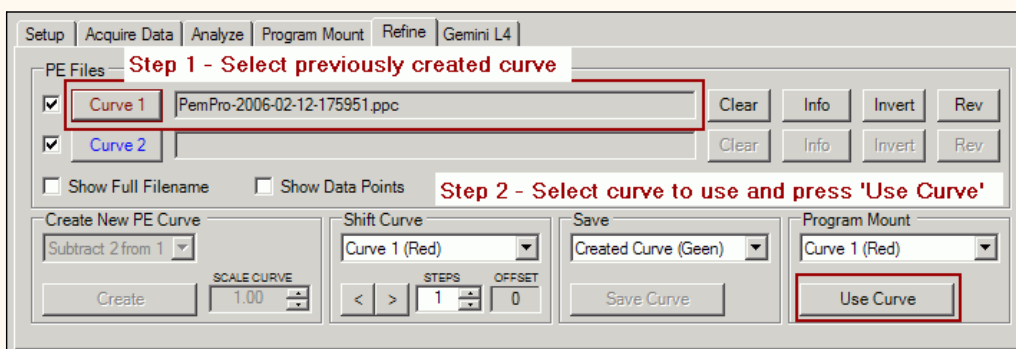 Setup Acquire Data Analyze Program Mount Refine Gemini L4
Step 1 - Select previously created curve
PE Files
Curve 1 PemPro-2006-02-12-175951.ppc Clear Info Invert Rev
Curve 2 Clear Info Invert Rev
Show Full Filename Show Data Points
Step 2 - Select curve to use and press 'Use Curve'
Create New PE Curve Shift Curve Save Program Mount
Subtract 2 from 1 Curve 1 (Red) Created Curve (Geen) Curve 1 (Red)
SCALE CURVE STEPS OFFSET
Create 1.00 < > 1 0 Save Curve Use Curve